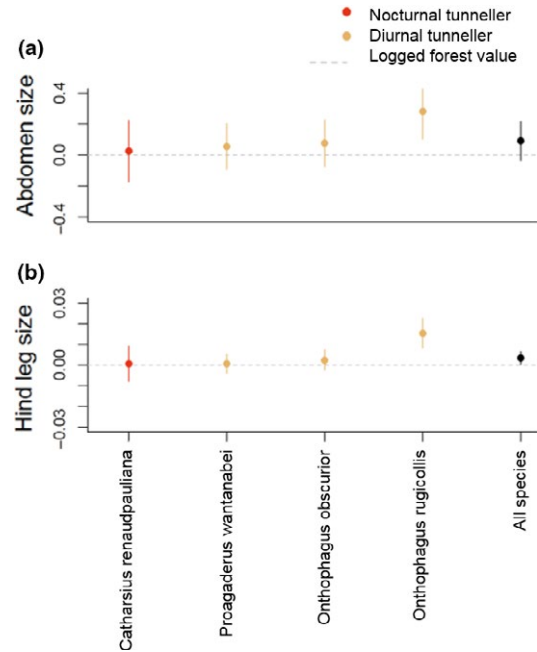 Nocturnal tunneller
Diurnal tunneller
Logged forest value
(a)
Abdomen size
0.4
0.0
−0.4
(b)
Hind leg size
0.03
0.00
−0.03
Catharsius renaudpauliana
Proagaderus wantanabei
Onthophagus obscurior
Onthophagus rugicollis
All species